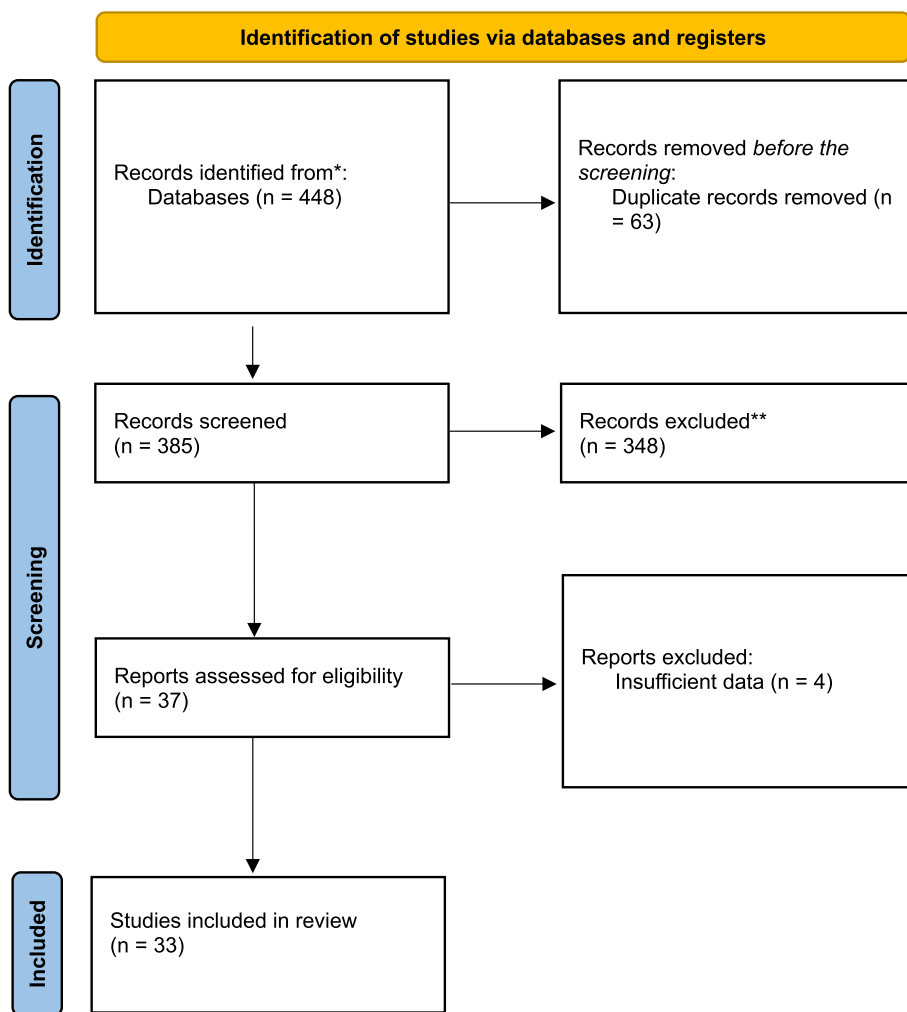 Identification of studies via databases and registers
Identification
Records identified from*:
Databases (n = 448)
Records removed before the
screening:
Duplicate records removed (n
= 63)
Screening
Records screened
(n = 385)
Records excluded**
(n = 348)
Reports assessed for eligibility
(n = 37)
Reports excluded:
Insufficient data (n = 4)
Included
Studies included in review
(n = 33)